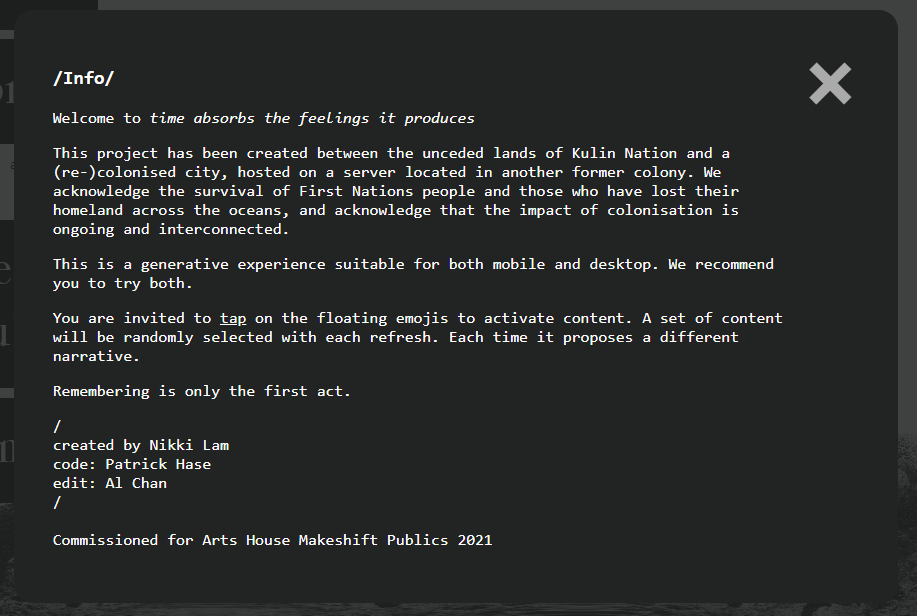 /Info/
Welcome to time absorbs the feelings it produces
This project has been created between the unceded lands of Kulin Nation and a
(re-)colonised city, hosted on a server located in another former colony. We
acknowledge the survival of First Nations people and those who have lost their
homeland across the oceans, and acknowledge that the impact of colonisation is
ongoing and interconnected.
This is a generative experience suitable for both mobile and desktop. We recommend
you to try both.
You are invited to tap on the floating emojis to activate content. A set of content
will be randomly selected with each refresh. Each time it proposes a different
narrative.
Remembering is only the first act.
/
created by Nikki Lam
code: Patrick Hase
edit: Al Chan
/
Commissioned for Arts House Makeshift Publics 2021